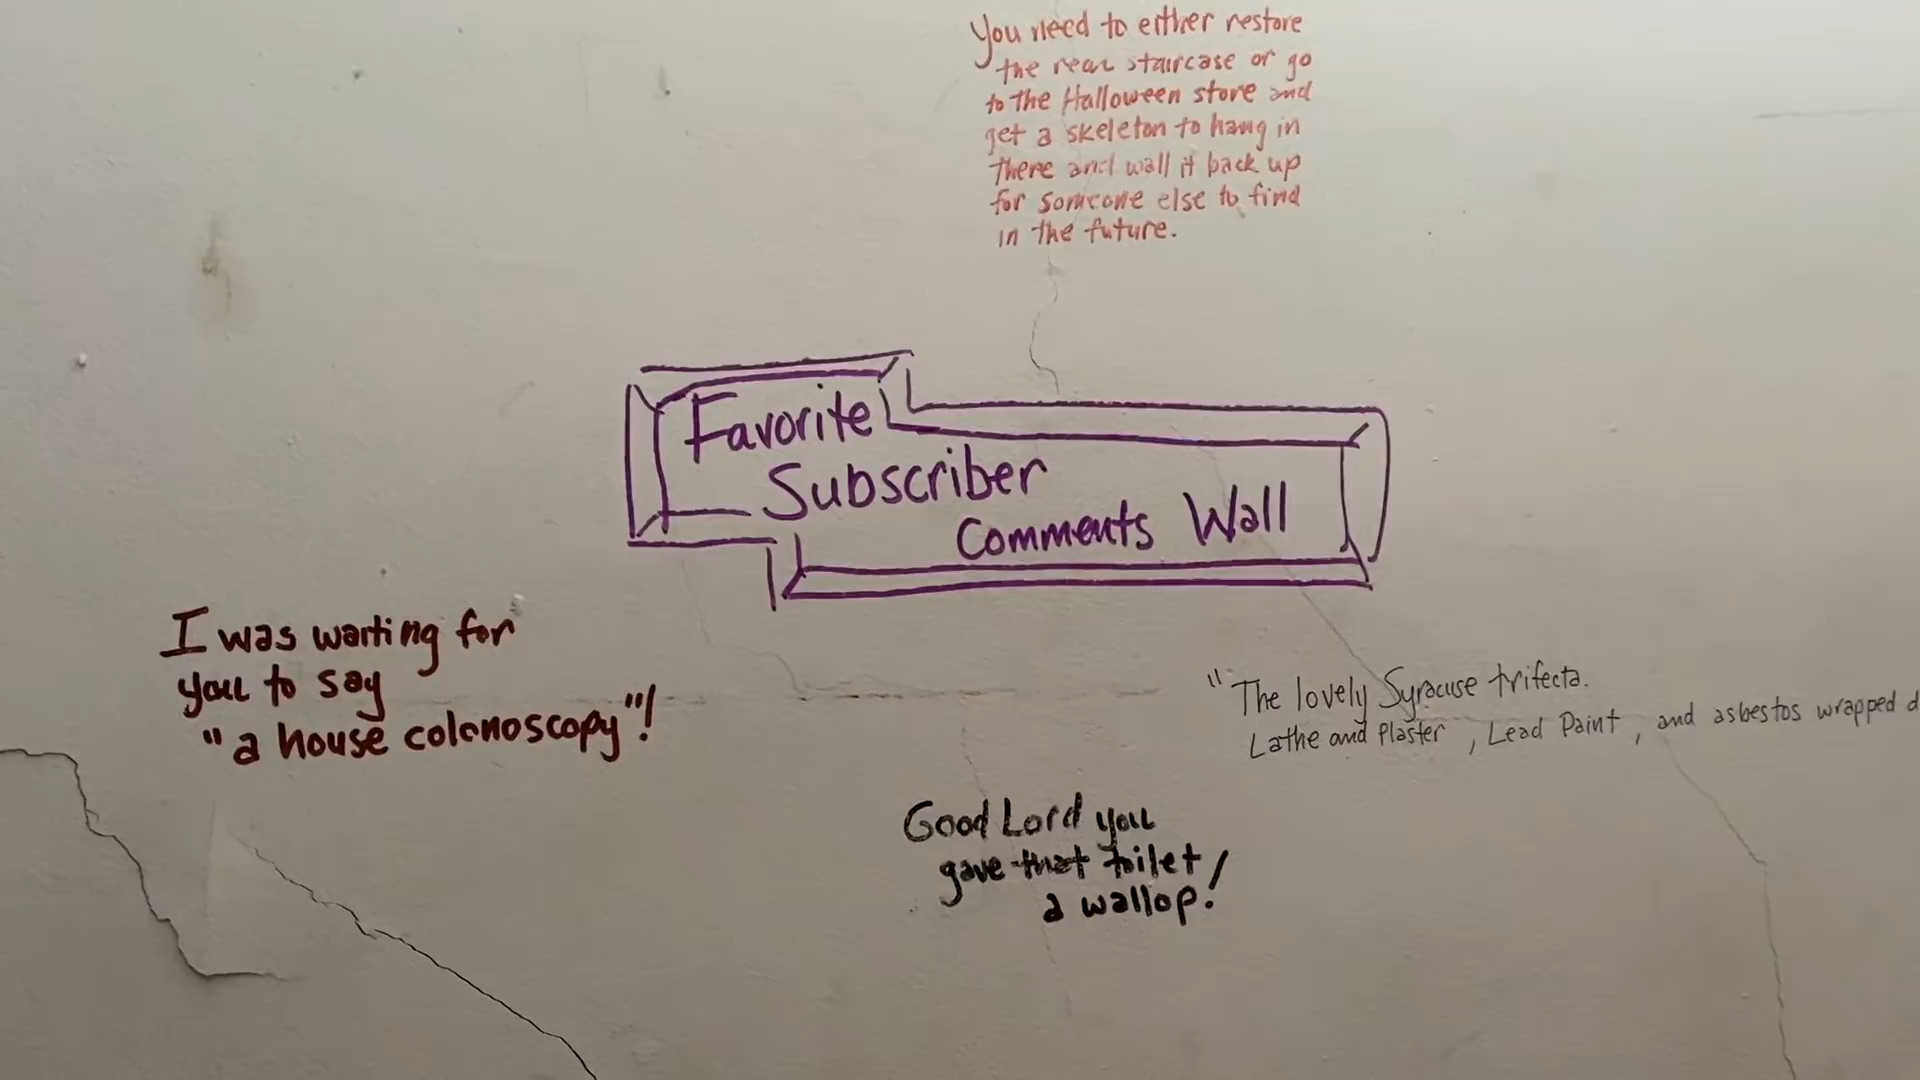 You need to either restore
the rear staircase or go
to the Halloween store and
get a skeleton to hang in
there and wall it back up
for someone else to find
in the future.
Favorite
Subscriber
Comments Wall
I was waiting for
you to say
"a house colonoscopy"!
"The lovely Syracuse trifecta.
Lathe and Plaster, Lead Paint, and asbestos wrapped d
Good Lord you
gave that toilet
a wallop!